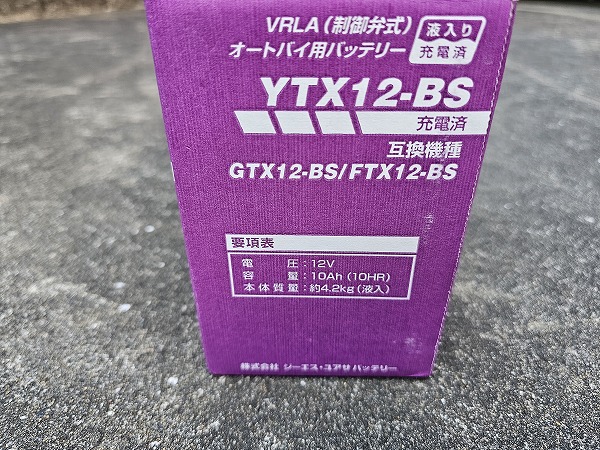 VRLA（制御弁式）
オートバイ用バッテリー
液入り
充電済
YTX12-BS
充電済
互換機種
GTX12-BS/FTX12-BS
要項表
電圧：12V
容量：10Ah（10HR）
本体質量：約4.2kg（液入）
株式会社 ジーエス・ユアサ バッテリー